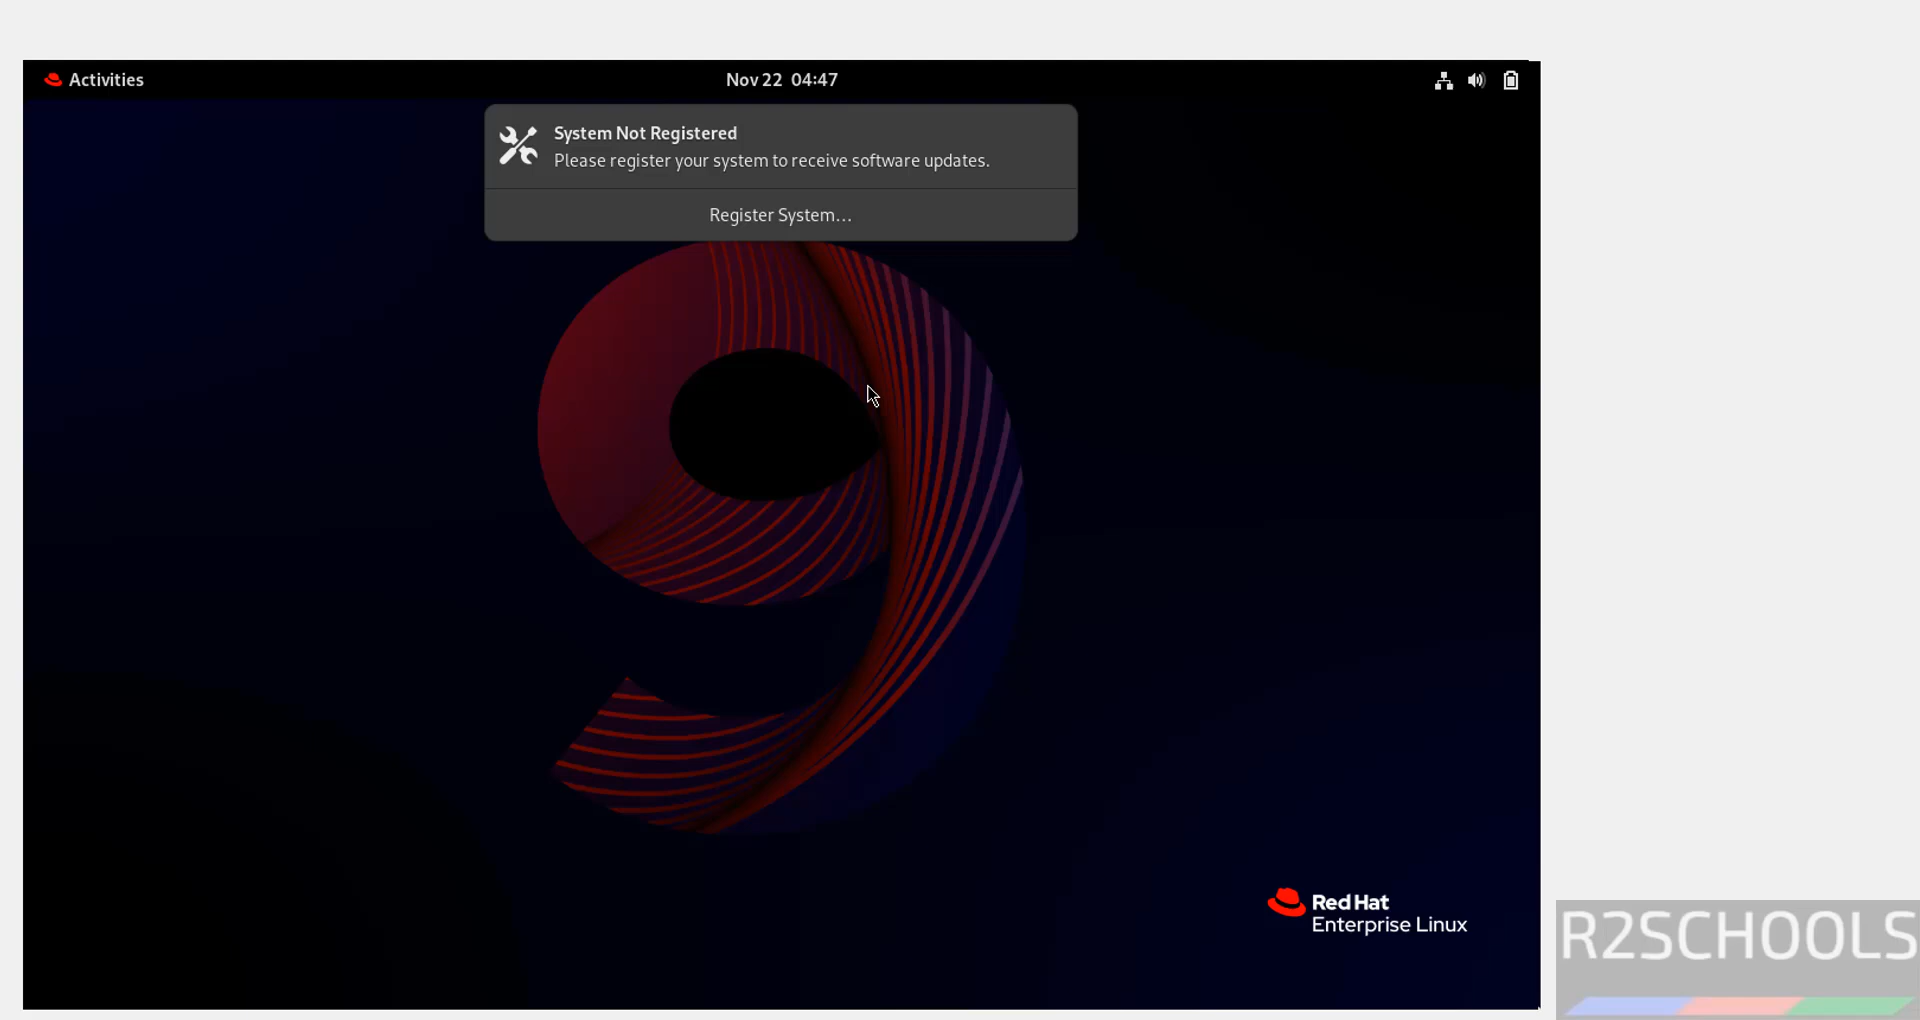 Activities
Nov 22 04:47
System Not Registered
Please register your system to receive software updates.
Register System...
9
Red Hat
Enterprise Linux
R2SCHOOLS